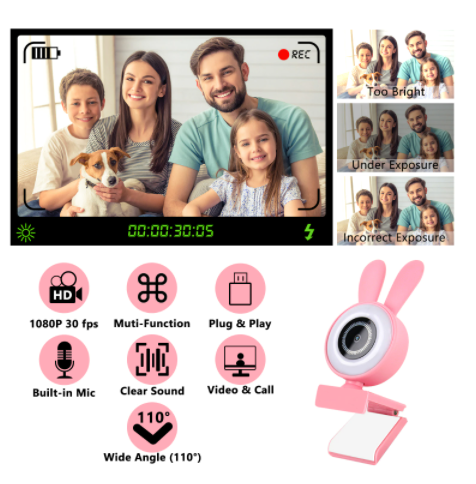 REC
Too Bright
Under Exposure
Incorrect Exposure
00:00:30:05
HD
1080P 30 fps
Muti-Function
Plug & Play
Built-in Mic
Clear Sound
Video & Call
110°
Wide Angle (110°)